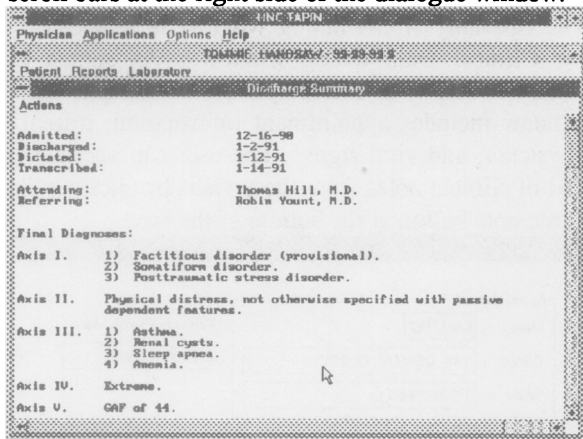 scroll bars at the right side of the dialogue window.
UNC TAPIN
Physician Applications Options Help
TOMMIE HANDSAW - 99-99-99 S
Patient Reports Laboratory
Discharge Summary
Actions
Admitted: 12-16-90
Discharged: 1-2-91
Dictated: 1-12-91
Transcribed: 1-14-91
Attending: Thomas Hill, M.D.
Referring: Robin Yount, M.D.
Final Diagnoses:
Axis I. 1) Factitious disorder (provisional).
2) Somatiform disorder.
3) Posttraumatic stress disorder.
Axis II. Physical distress, not otherwise specified with passive
dependent features.
Axis III. 1) Asthma.
2) Renal cysts.
3) Sleep apnea.
4) Anemia.
Axis IV. Extreme.
Axis V. GAF of 44.